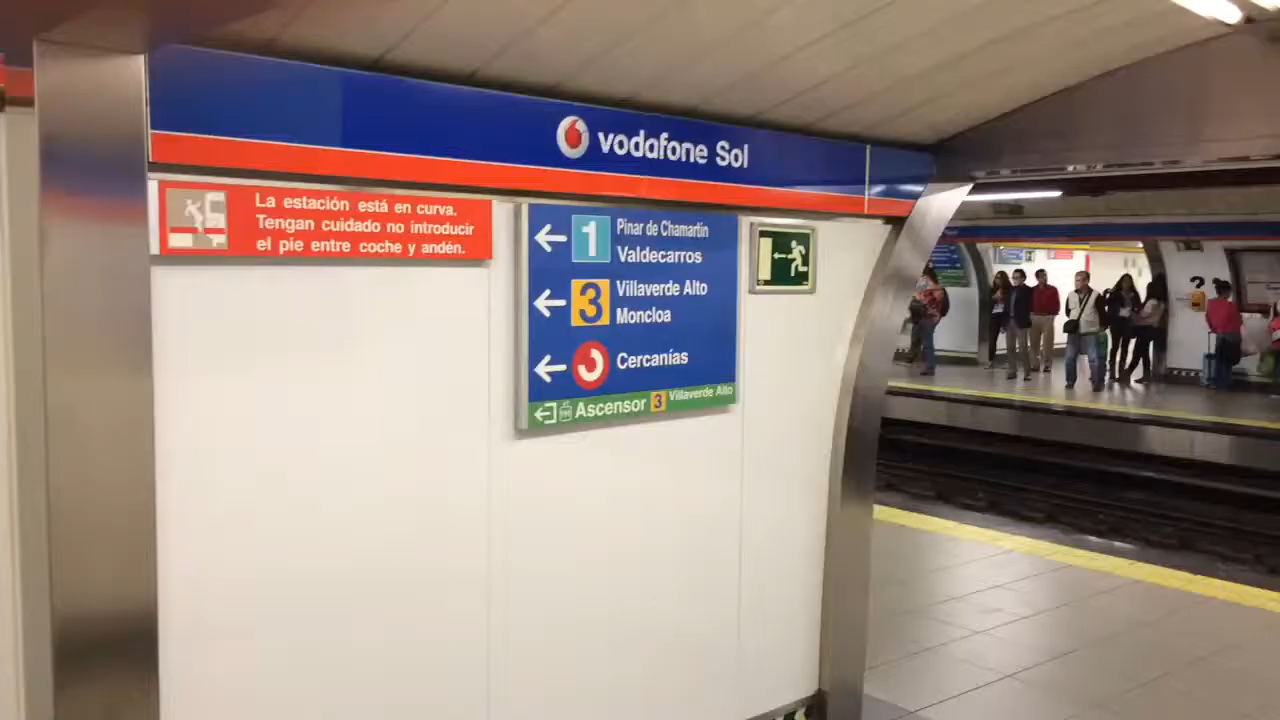 vodafone Sol
La estación está en curva.
Tengan cuidado no introducir
el pie entre coche y andén.
1 Pinar de Chamartín
Valdecarros
3 Villaverde Alto
Moncloa
Cercanías
Ascensor 3 Villaverde Alto
?